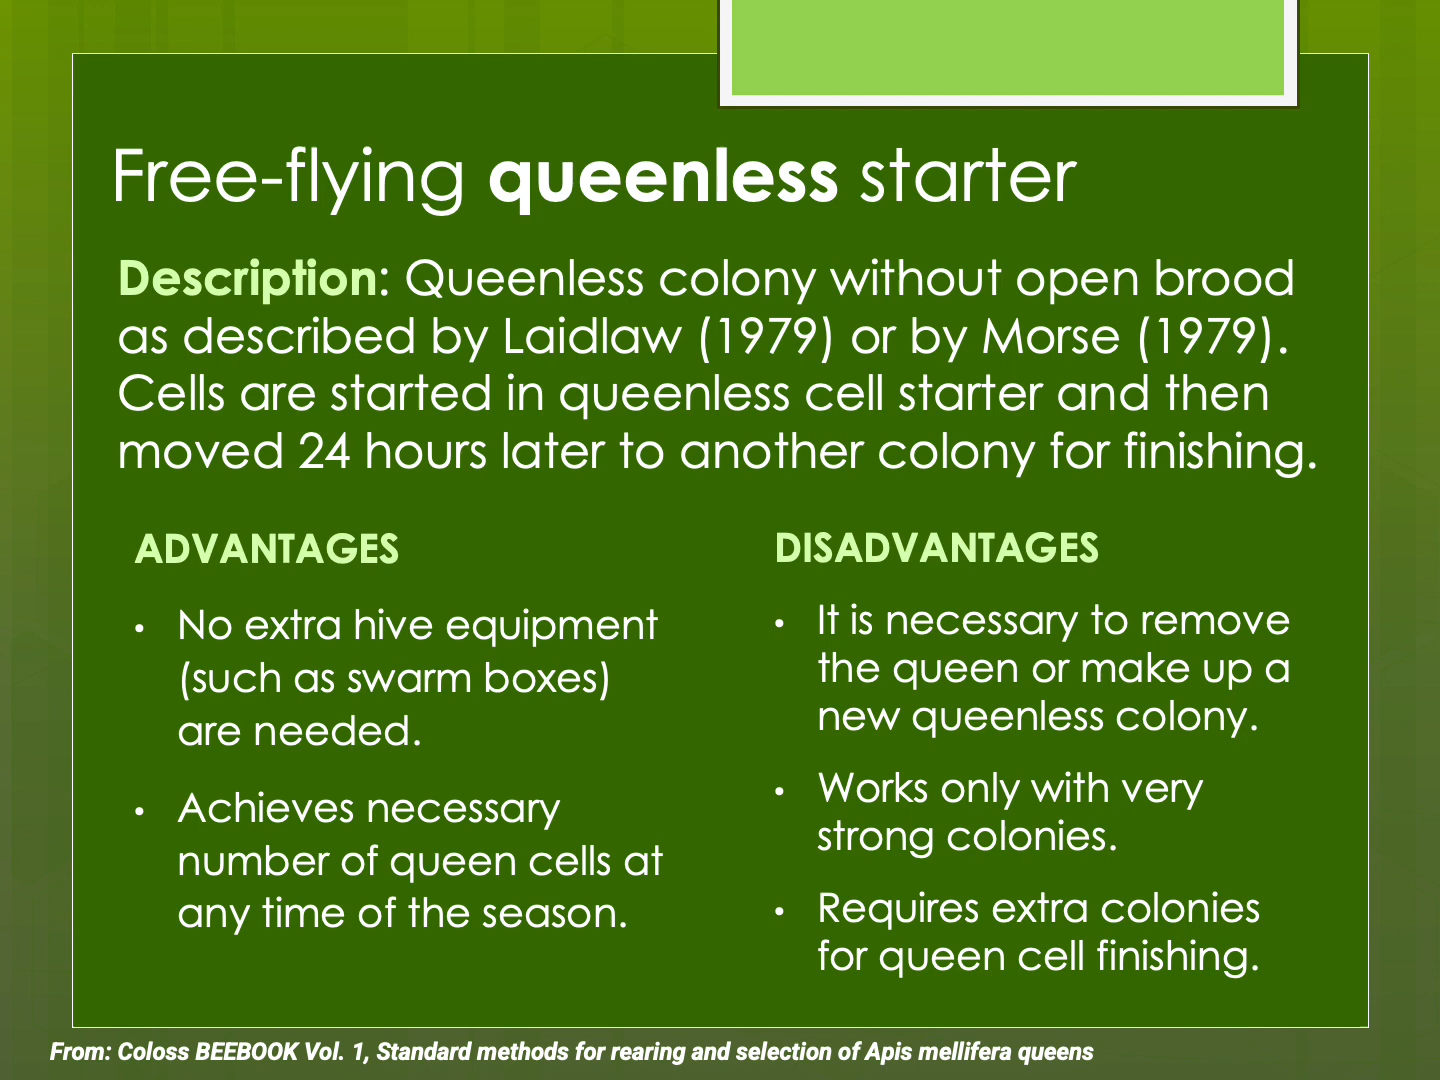 Free-flying queenless starter
Description: Queenless colony without open brood
as described by Laidlaw (1979) or by Morse (1979).
Cells are started in queenless cell starter and then
moved 24 hours later to another colony for finishing.
ADVANTAGES
• No extra hive equipment
(such as swarm boxes)
are needed.
• Achieves necessary
number of queen cells at
any time of the season.
DISADVANTAGES
• It is necessary to remove
the queen or make up a
new queenless colony.
• Works only with very
strong colonies.
• Requires extra colonies
for queen cell finishing.
From: Coloss BEEBOOK Vol. 1, Standard methods for rearing and selection of Apis mellifera queens